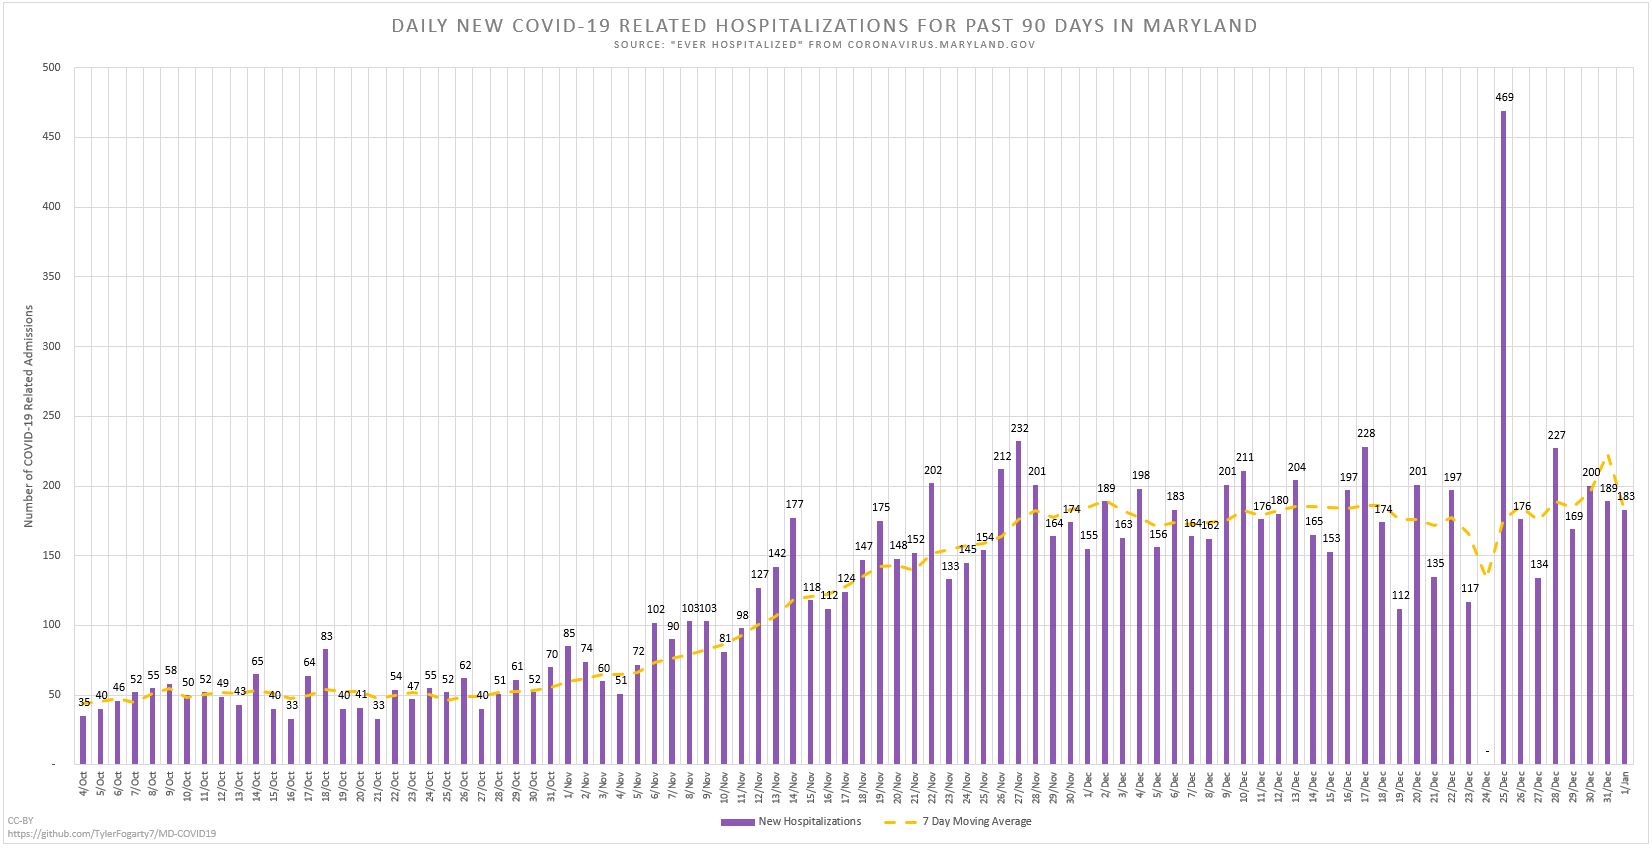 DAILY NEW COVID-19 RELATED HOSPITALIZATIONS FOR PAST 90 DAYS IN MARYLAND
SOURCE: "EVER HOSPITALIZED" FROM CORONAVIRUS.MARYLAND.GOV
Number of COVID-19 Related Admissions
500
450
400
350
300
250
200
150
100
50
-
35 40 46 52 55 58 50 52 49 43 65 40 33 64 83 40 41 33 54 47 55 52 62 40 51 61 52 70 85 74 60 51 72 102 90 103 103 81 98 127 142 177 118 112 124 147 175 148 152 202 133 145 154 212 232 201 164 174 155 189 163 198 156 183 164 162 201 211 176 180 204 165 153 197 228 174 112 201 135 197 117 - 469 176 134 227 169 200 189 183
4/Oct 5/Oct 6/Oct 7/Oct 8/Oct 9/Oct 10/Oct 11/Oct 12/Oct 13/Oct 14/Oct 15/Oct 16/Oct 17/Oct 18/Oct 19/Oct 20/Oct 21/Oct 22/Oct 23/Oct 24/Oct 25/Oct 26/Oct 27/Oct 28/Oct 29/Oct 30/Oct 31/Oct 1/Nov 2/Nov 3/Nov 4/Nov 5/Nov 6/Nov 7/Nov 8/Nov 9/Nov 10/Nov 11/Nov 12/Nov 13/Nov 14/Nov 15/Nov 16/Nov 17/Nov 18/Nov 19/Nov 20/Nov 21/Nov 22/Nov 23/Nov 24/Nov 25/Nov 26/Nov 27/Nov 28/Nov 29/Nov 30/Nov 1/Dec 2/Dec 3/Dec 4/Dec 5/Dec 6/Dec 7/Dec 8/Dec 9/Dec 10/Dec 11/Dec 12/Dec 13/Dec 14/Dec 15/Dec 16/Dec 17/Dec 18/Dec 19/Dec 20/Dec 21/Dec 22/Dec 23/Dec 24/Dec 25/Dec 26/Dec 27/Dec 28/Dec 29/Dec 30/Dec 31/Dec 1/Jan
New Hospitalizations 7 Day Moving Average
CC-BY
https://github.com/TylerFogarty7/MD-COVID19